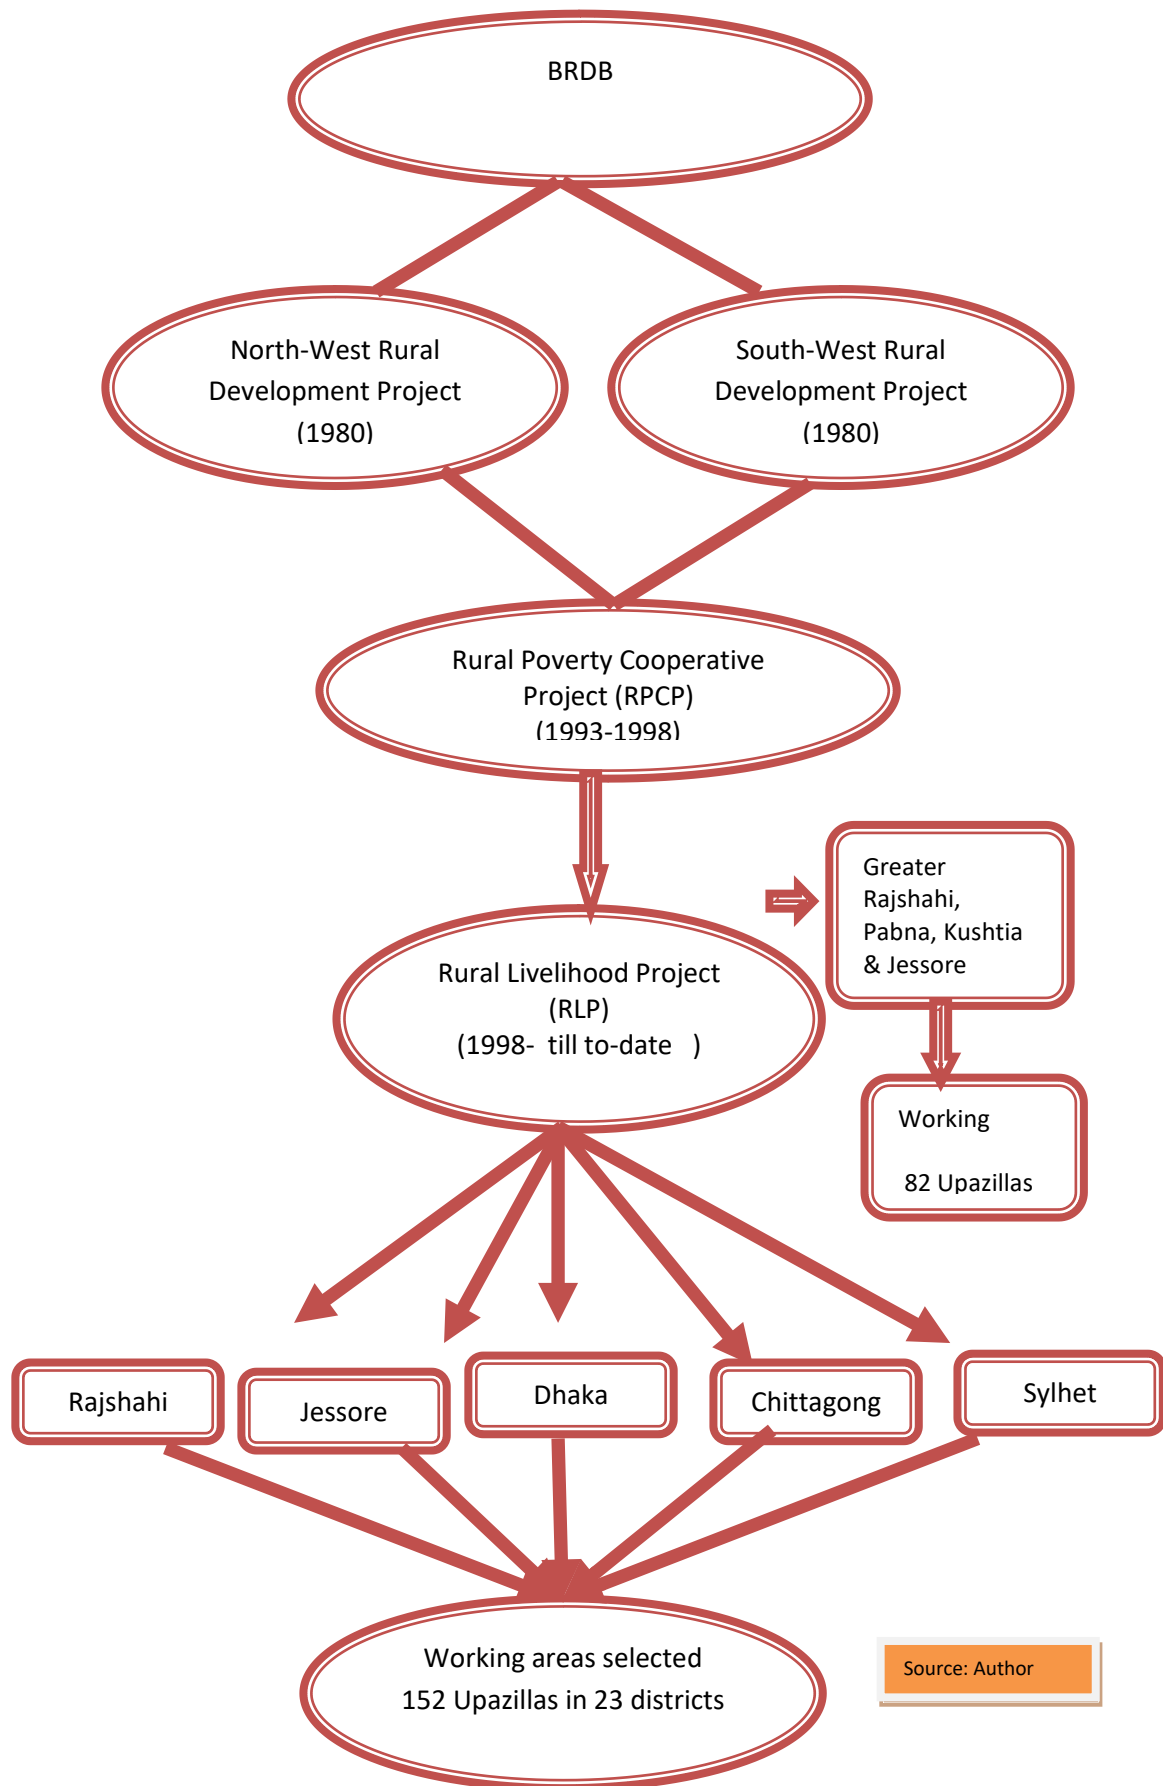 BRDB
North-West Rural
Development Project
(1980)
South-West Rural
Development Project
(1980)
Rural Poverty Cooperative
Project (RPCP)
(1993-1998)
Greater
Rajshahi,
Pabna, Kushtia
& Jessore
Rural Livelihood Project
(RLP)
(1998- till to-date )
Working
82 Upazillas
Rajshahi
Jessore
Dhaka
Chittagong
Sylhet
Working areas selected
152 Upazillas in 23 districts
Source: Author